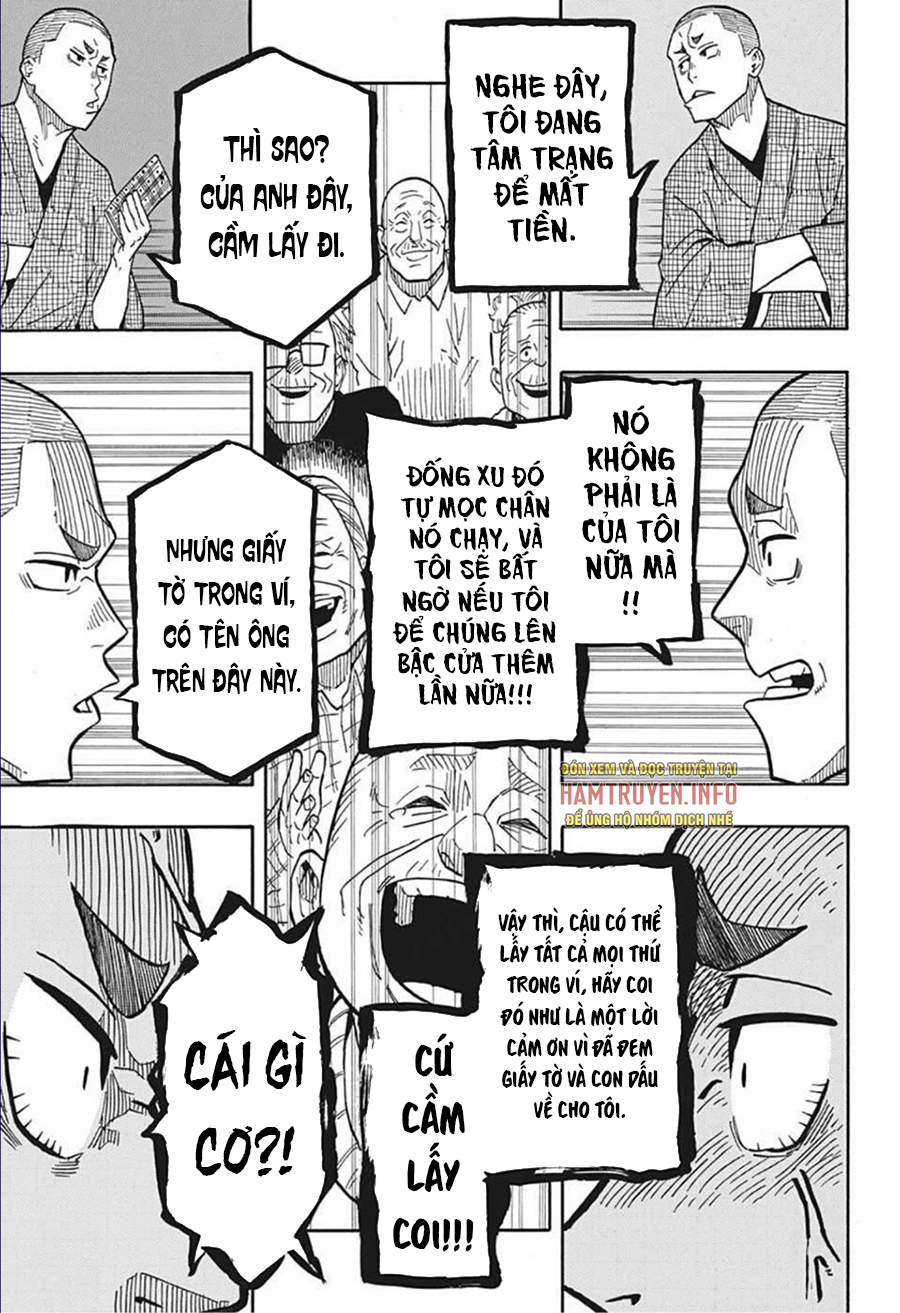 NGHE ĐÂY,
TÔI ĐANG
TÂM TRẠNG
ĐỂ MẤT
TIỀN.
THÌ SAO?
CỦA ANH ĐÂY,
CẦM LẤY ĐI.
NÓ
KHÔNG
PHẢI LÀ
CỦA TÔI
NỮA MÀ
!!
ĐỐNG XU ĐÓ
TỰ MỌC CHÂN
NÓ CHẠY, VÀ
TÔI SẼ BẤT
NGỜ NẾU TÔI
ĐỂ CHÚNG LÊN
BẬC CỬA THÊM
LẦN NỮA!!!
NHƯNG GIẤY
TỜ TRONG VÍ,
CÓ TÊN ÔNG
TRÊN ĐÂY NÀY.
ĐÓN XEM VÀ ĐỌC TRUYỆN TẠI
HAMTRUYEN.INFO
ĐỂ ỦNG HỘ NHÓM DỊCH NHÉ
VẬY THÌ, CẬU CÓ THỂ
LẤY TẤT CẢ MỌI THỨ
TRONG VÍ, HÃY COI
ĐÓ NHƯ LÀ MỘT LỜI
CẢM ƠN VÌ ĐÃ ĐEM
GIẤY TỜ VÀ CON DẤU
VỀ CHO TÔI.
CỨ
CẦM
LẤY
COI!!!
CÁI GÌ
CƠ?!